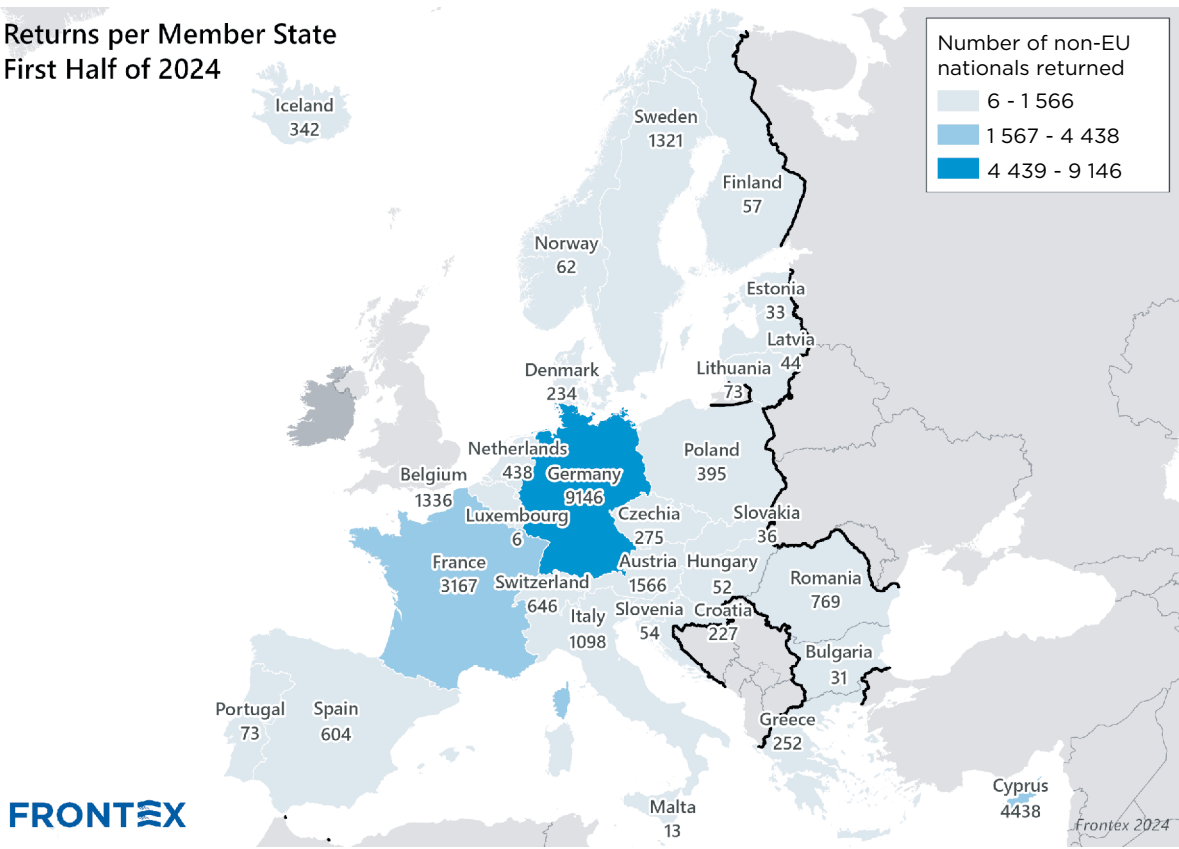 Returns per Member State
First Half of 2024
Number of non-EU
nationals returned
6 - 1 566
1 567 - 4 438
4 439 - 9 146
Iceland
342
Sweden
1321
Finland
57
Norway
62
Estonia
33
Latvia
44
Lithuania
73
Denmark
234
Netherlands
438
Germany
9146
Poland
395
Belgium
1336
Luxembourg
6
Czechia
275
Slovakia
36
France
3167
Switzerland
646
Austria
1566
Hungary
52
Romania
769
Italy
1098
Slovenia
54
Croatia
227
Bulgaria
31
Portugal
73
Spain
604
Greece
252
Cyprus
4438
Malta
13
FRONTEX
Frontex 2024